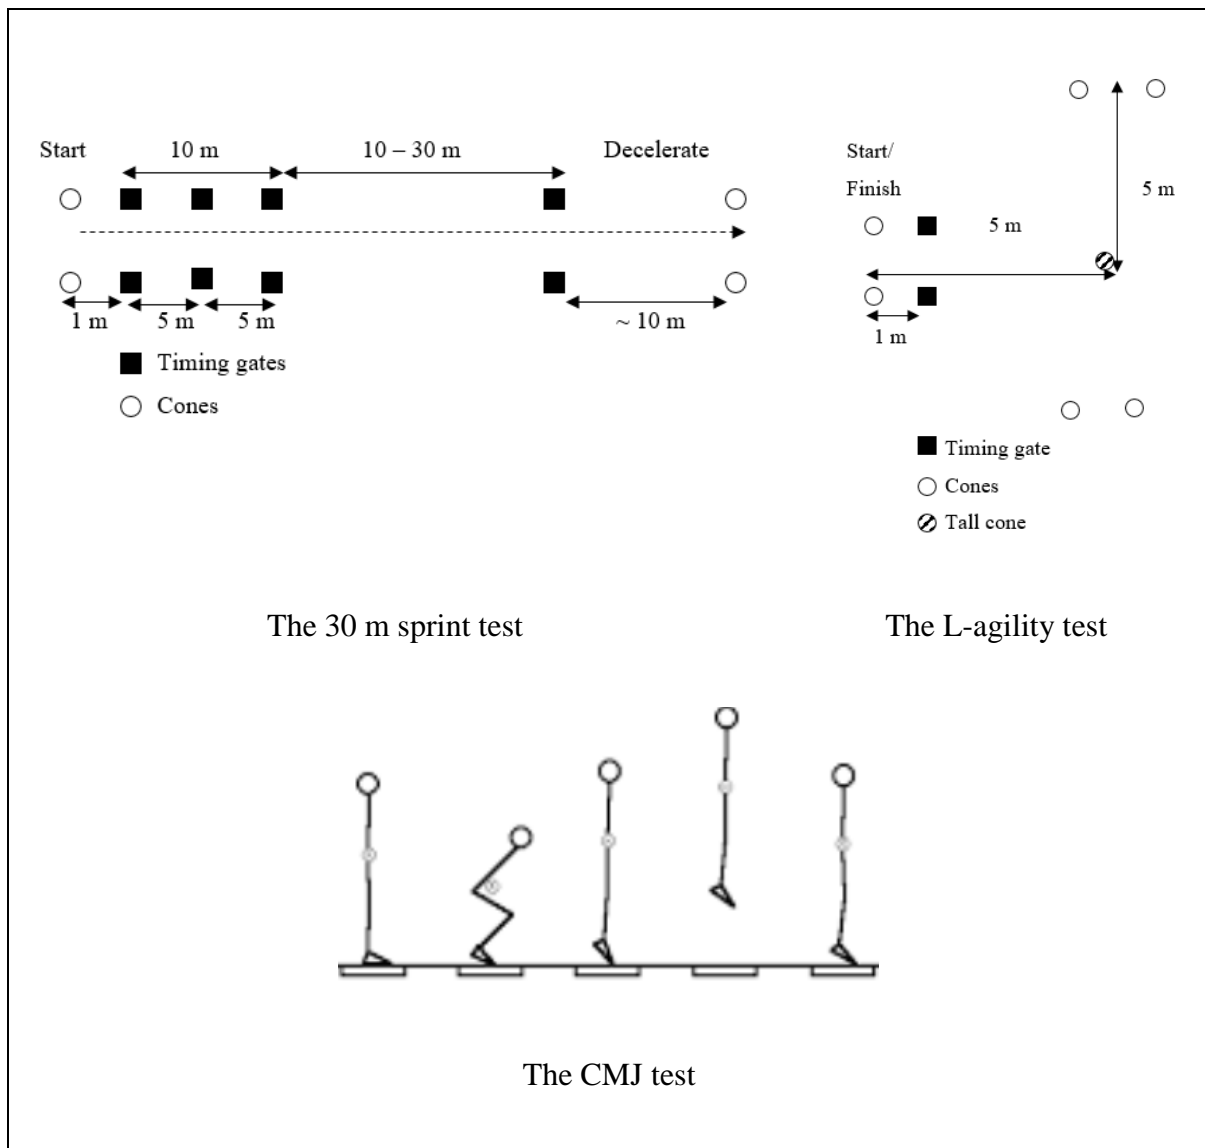 Start
10 m
10 – 30 m
Decelerate
1 m
5 m
5 m
~ 10 m
Timing gates
Cones
The 30 m sprint test
Start/
Finish
5 m
5 m
1 m
Timing gate
Cones
Tall cone
The L-agility test
The CMJ test